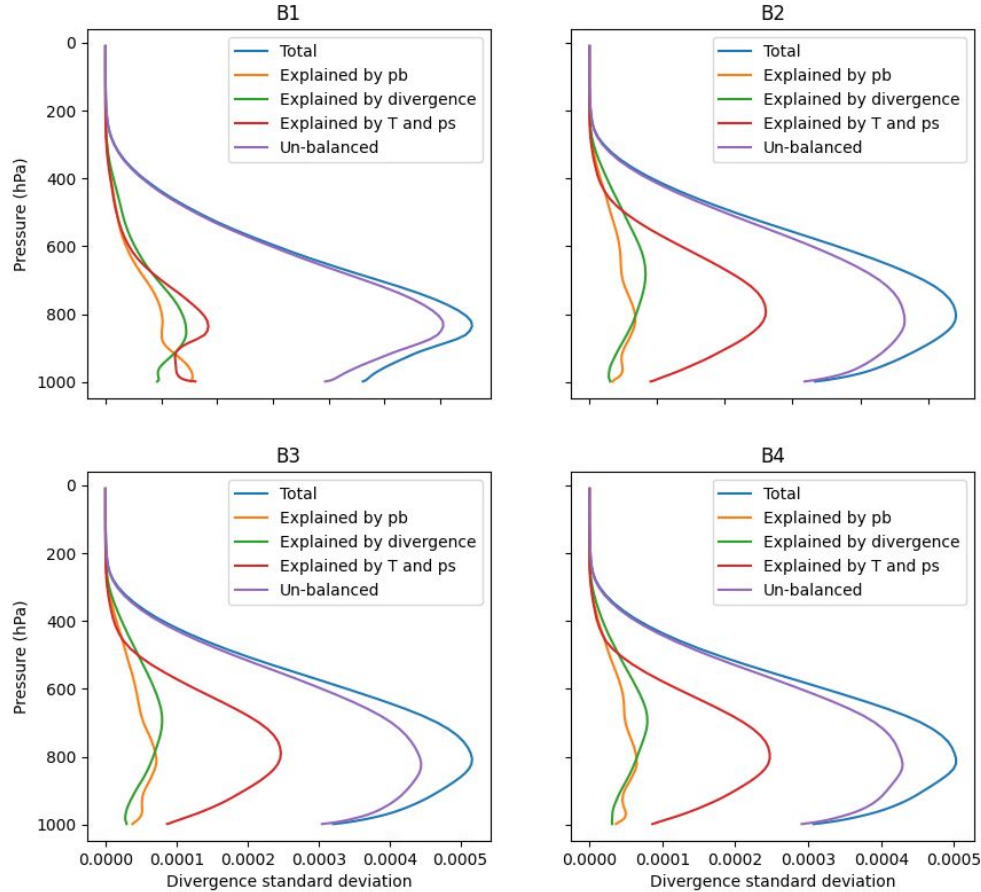 B1
B2
0
200
400
600
800
1000
Pressure (hPa)
Total
Explained by pb
Explained by divergence
Explained by T and ps
Un-balanced
Total
Explained by pb
Explained by divergence
Explained by T and ps
Un-balanced
B3
B4
0
200
400
600
800
1000
Pressure (hPa)
Total
Explained by pb
Explained by divergence
Explained by T and ps
Un-balanced
Total
Explained by pb
Explained by divergence
Explained by T and ps
Un-balanced
0.0000 0.0001 0.0002 0.0003 0.0004 0.0005
0.0000 0.0001 0.0002 0.0003 0.0004 0.0005
Divergence standard deviation
Divergence standard deviation